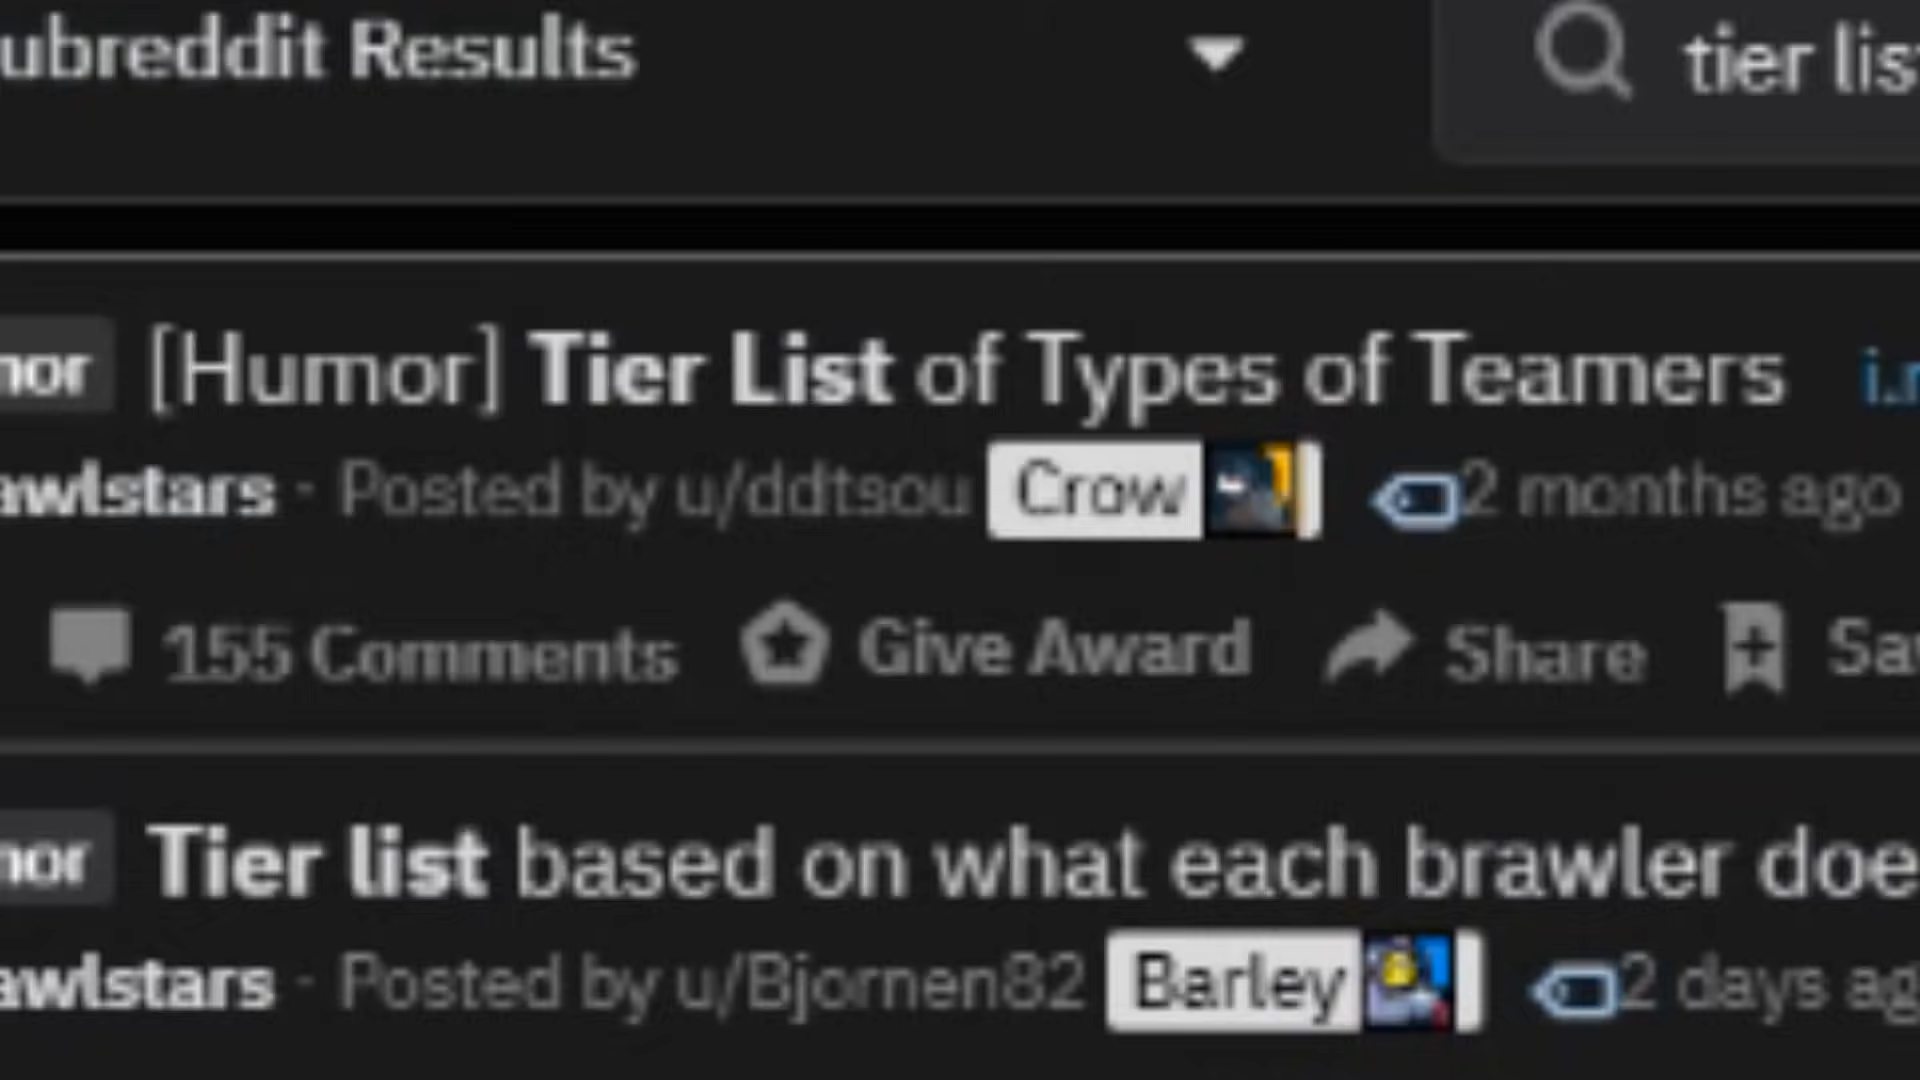 ubreddit Results
tier list
nor [Humor] Tier List of Types of Teamers i.r
awlstars · Posted by u/ddtsou Crow 2 months ago
155 Comments Give Award Share Sav
nor Tier list based on what each brawler doe
awlstars · Posted by u/Bjornen82 Barley 2 days ag